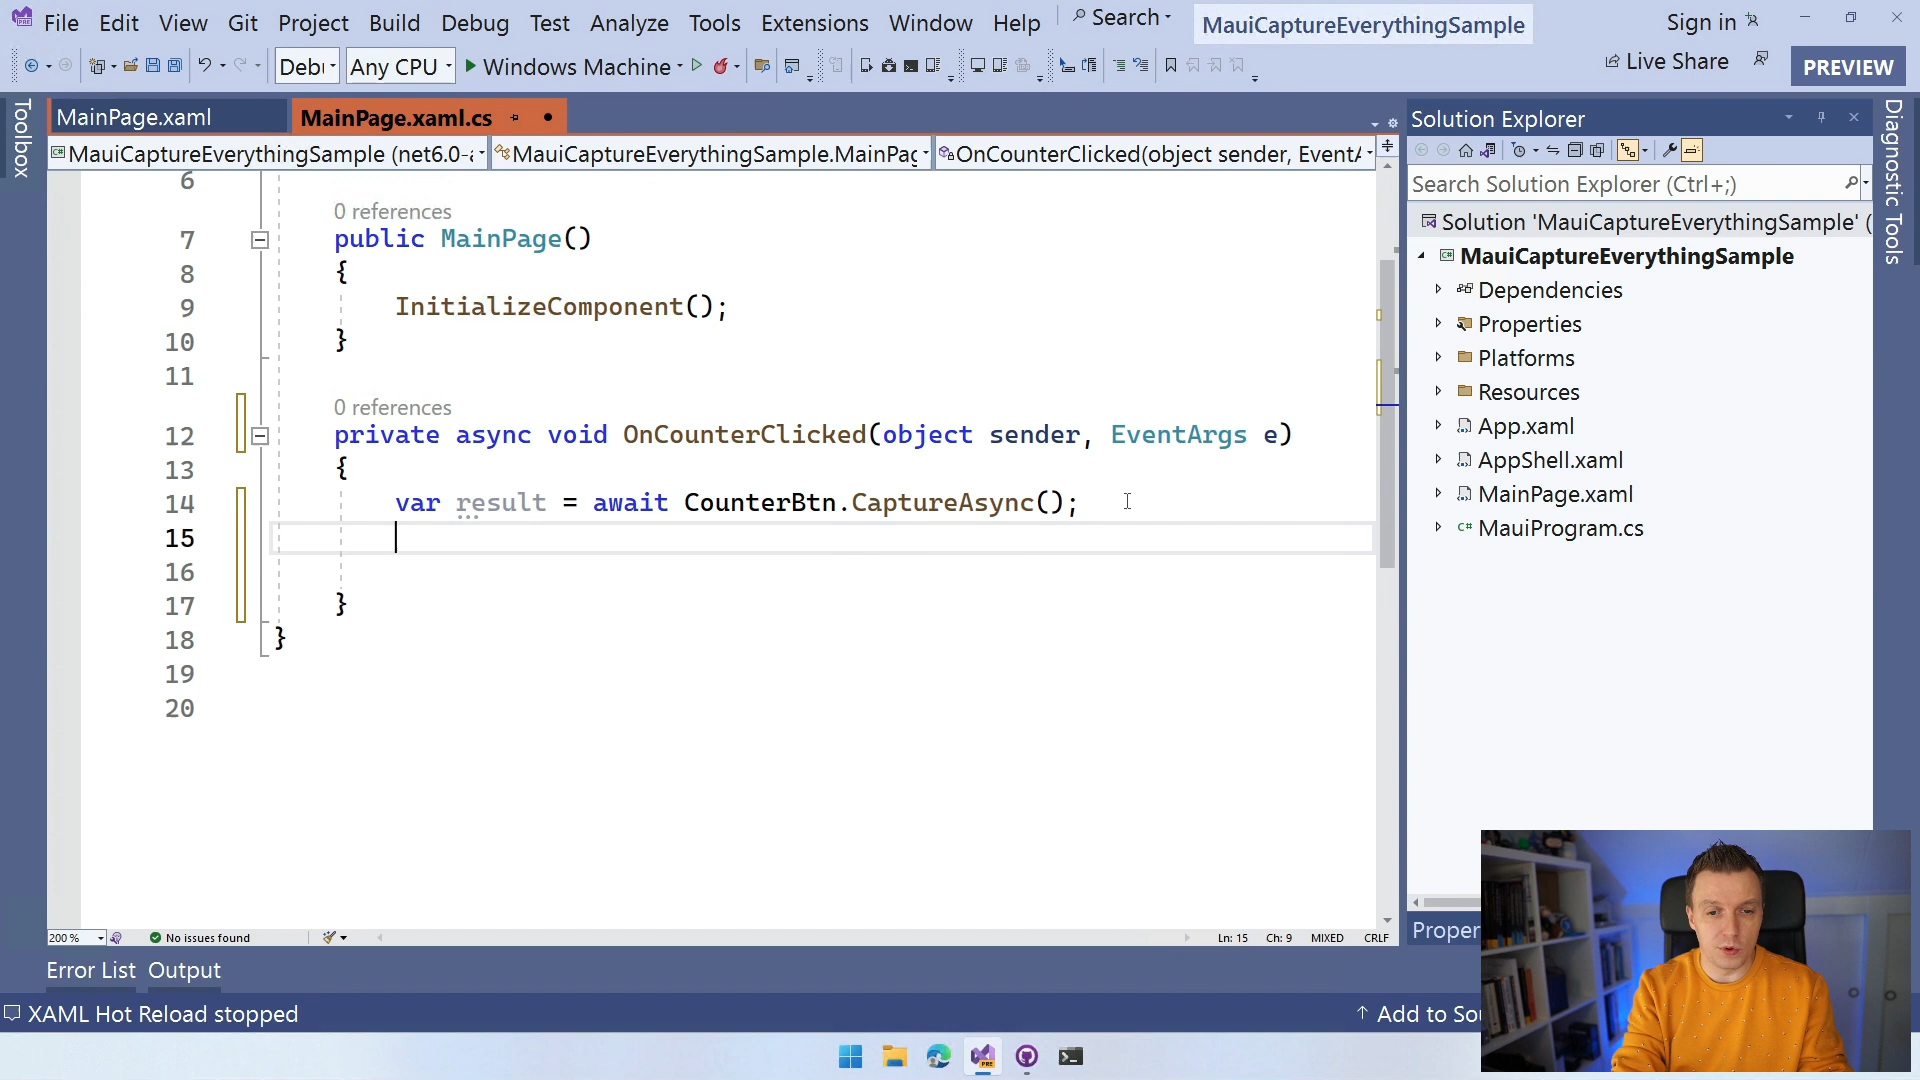 File Edit View Git Project Build Debug Test Analyze Tools Extensions Window Help Search MauiCaptureEverythingSample Sign in
Debu Any CPU Windows Machine Live Share PREVIEW
Toolbox
MainPage.xaml MainPage.xaml.cs
MauiCaptureEverythingSample (net6.0- MauiCaptureEverythingSample.MainPag OnCounterClicked(object sender, EventA
6
0 references
7 public MainPage()
8 {
9 InitializeComponent();
10 }
11
0 references
12 private async void OnCounterClicked(object sender, EventArgs e)
13 {
14 var result = await CounterBtn.CaptureAsync();
15
16
17 }
18 }
19
20
200 % No issues found Ln: 15 Ch: 9 MIXED CRLF
Error List Output
XAML Hot Reload stopped Add to Sou
Solution Explorer
Search Solution Explorer (Ctrl+;)
Solution 'MauiCaptureEverythingSample' (
MauiCaptureEverythingSample
Dependencies
Properties
Platforms
Resources
App.xaml
AppShell.xaml
MainPage.xaml
C# MauiProgram.cs
Proper
Diagnostic Tools